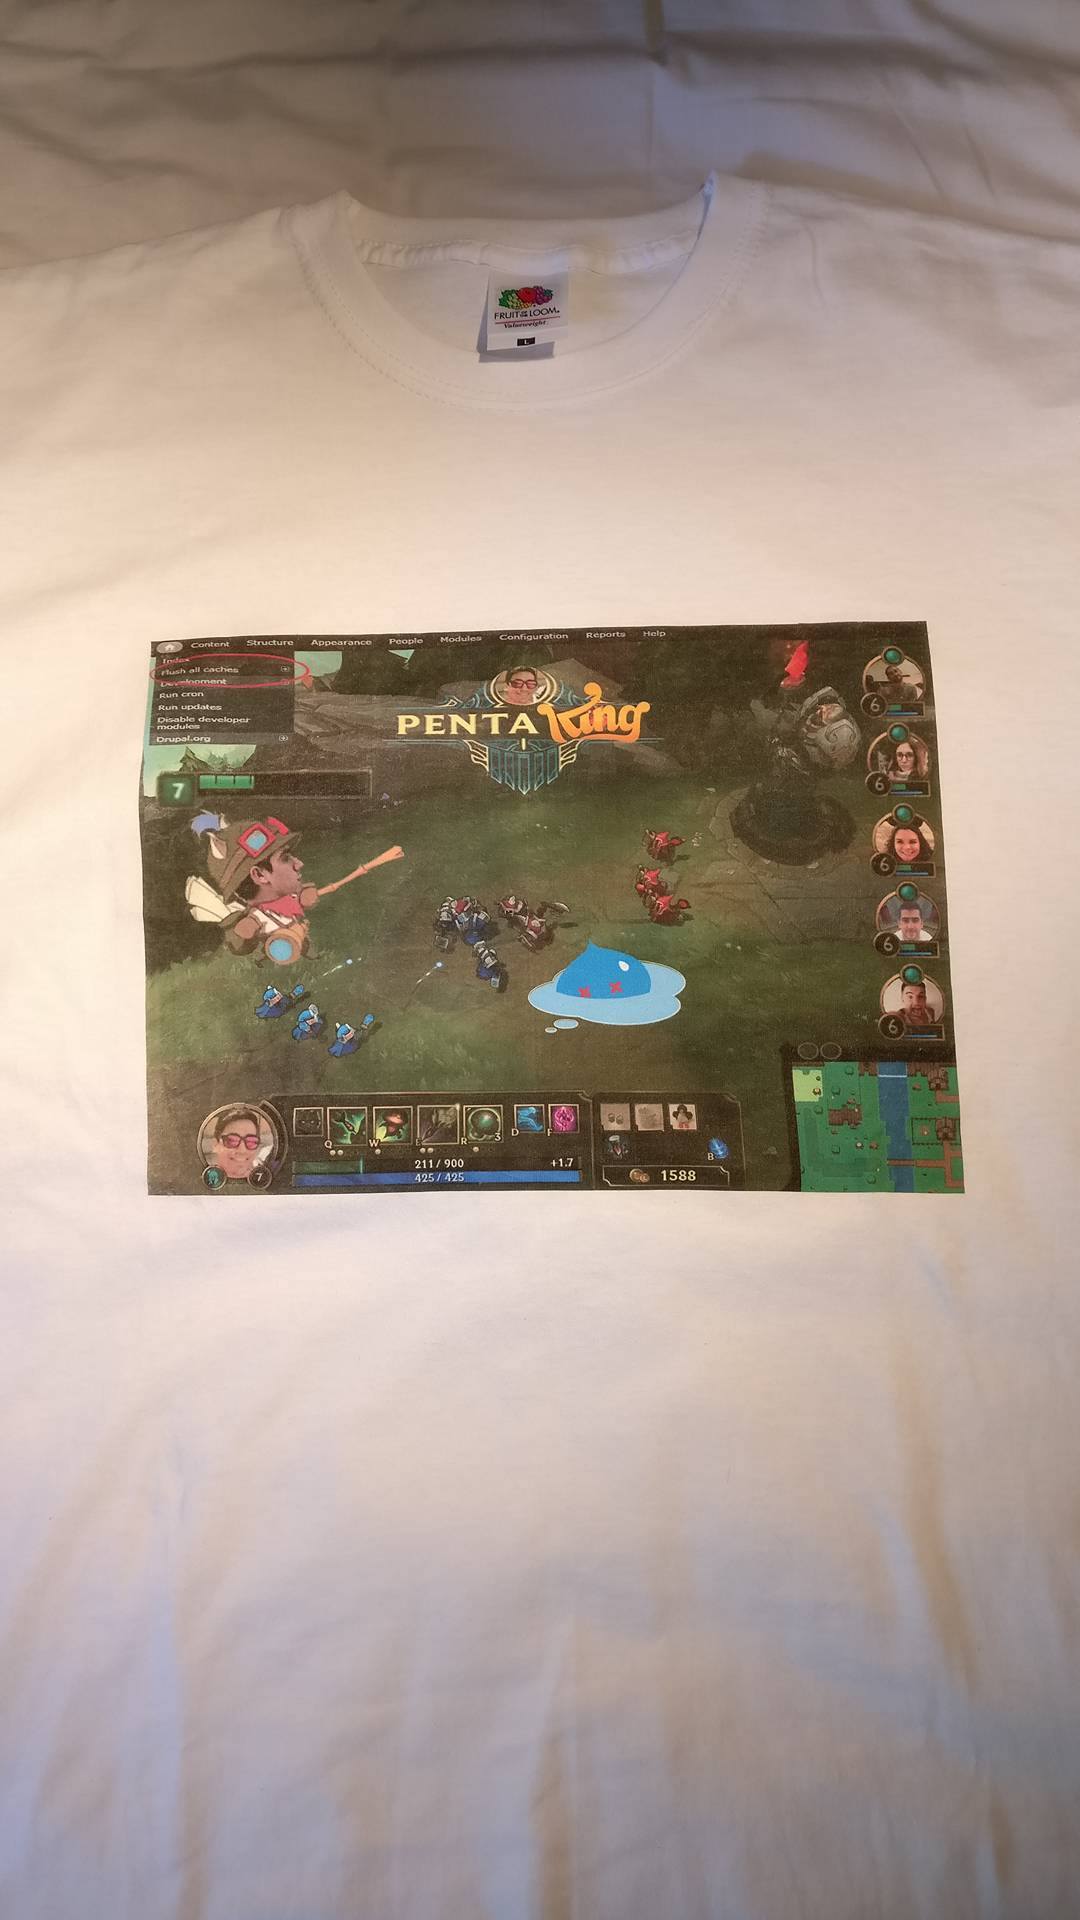 FRUIT OF THE LOOM
Valueweight
L
Content Structure Appearance People Modules Configuration Reports Help
Index
Flush all caches
Development
Run cron
Run updates
Disable developer
modules
Drupal.org
PENTA King
7
6
6
6
6
6
Q W E R 3 D F
B
7
211 / 900 +1.7
425 / 425
1588